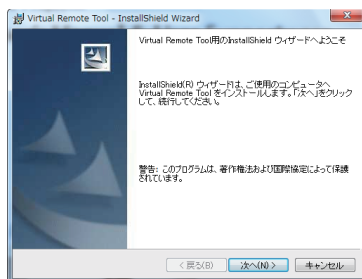 Virtual Remote Tool - InstallShield Wizard
Virtual Remote Tool用のInstallShield ウィザードへようこそ
InstallShield(R) ウィザードは、ご使用のコンピュータへ
Virtual Remote Tool をインストールします。「次へ」をクリック
して、続行してください。
警告: このプログラムは、著作権法および国際協定によって保護
されています。
< 戻る(B)
次へ(N) >
キャンセル